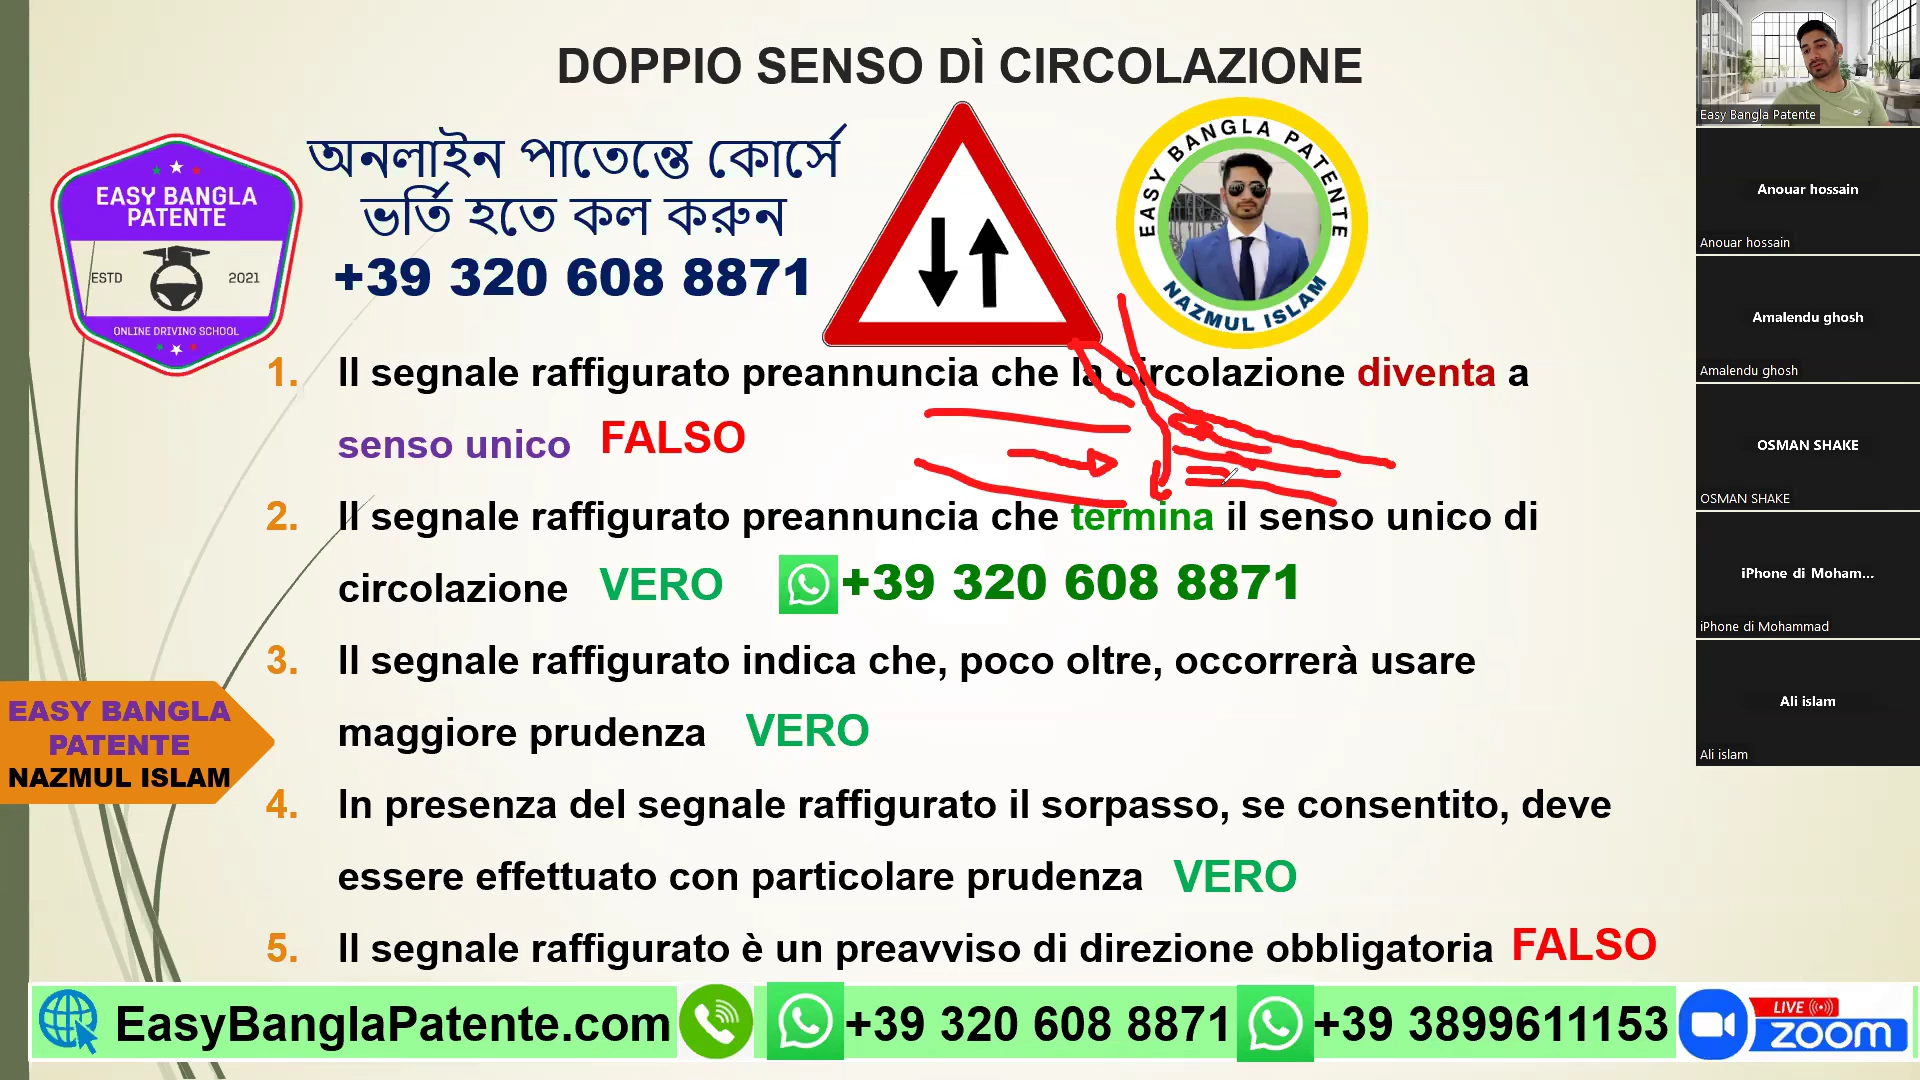 DOPPIO SENSO DÌ CIRCOLAZIONE
অনলাইন পাতেন্তে কোর্সে
ভর্তি হতে কল করুন
+39 320 608 8871
EASY BANGLA
PATENTE
ESTD 2021
ONLINE DRIVING SCHOOL
EASY BANGLA PATENTE
NAZMUL ISLAM
1. Il segnale raffigurato preannuncia che la circolazione diventa a
senso unico FALSO
2. Il segnale raffigurato preannuncia che termina il senso unico di
circolazione VERO +39 320 608 8871
3. Il segnale raffigurato indica che, poco oltre, occorrerà usare
maggiore prudenza VERO
4. In presenza del segnale raffigurato il sorpasso, se consentito, deve
essere effettuato con particolare prudenza VERO
5. Il segnale raffigurato è un preavviso di direzione obbligatoria FALSO
EASY BANGLA
PATENTE
NAZMUL ISLAM
EasyBanglaPatente.com +39 320 608 8871 +39 3899611153 LIVE zoom
Easy Bangla Patente
Anouar hossain
Anouar hossain
Amalendu ghosh
Amalendu ghosh
OSMAN SHAKE
OSMAN SHAKE
iPhone di Moham...
iPhone di Mohammad
Ali islam
Ali islam